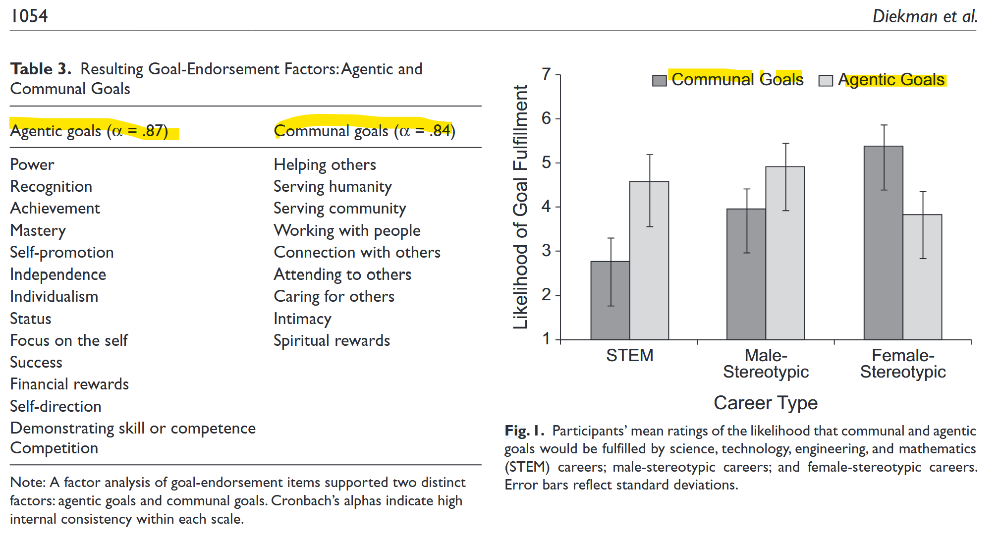 1054
Diekman et al.
Table 3. Resulting Goal-Endorsement Factors: Agentic and
Communal Goals
Agentic goals (α = .87) Communal goals (α = .84)
Power Helping others
Recognition Serving humanity
Achievement Serving community
Mastery Working with people
Self-promotion Connection with others
Independence Attending to others
Individualism Caring for others
Status Intimacy
Focus on the self Spiritual rewards
Success
Financial rewards
Self-direction
Demonstrating skill or competence
Competition
Note: A factor analysis of goal-endorsement items supported two distinct
factors: agentic goals and communal goals. Cronbach's alphas indicate high
internal consistency within each scale.
Communal Goals Agentic Goals
Likelihood of Goal Fulfillment
7
6
5
4
3
2
1
STEM
Male-
Stereotypic
Female-
Stereotypic
Career Type
Fig. 1. Participants' mean ratings of the likelihood that communal and agentic
goals would be fulfilled by science, technology, engineering, and mathematics
(STEM) careers; male-stereotypic careers; and female-stereotypic careers.
Error bars reflect standard deviations.